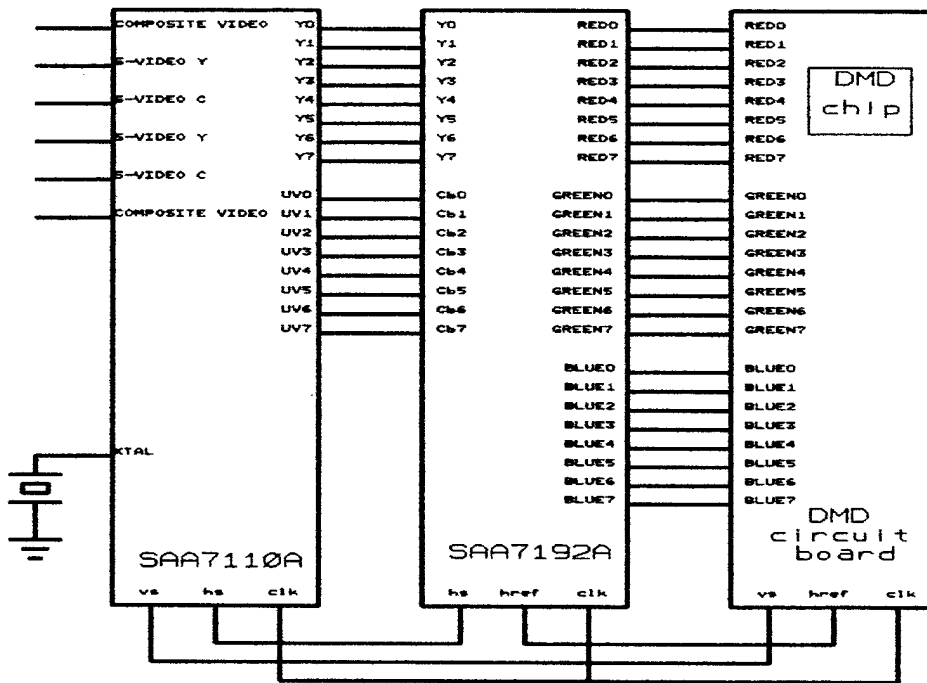 COMPOSITE VIDEO
S-VIDEO Y
S-VIDEO C
S-VIDEO Y
S-VIDEO C
COMPOSITE VIDEO
XTAL
Y0
Y1
Y2
Y3
Y4
Y5
Y6
Y7
UV0
UV1
UV2
UV3
UV4
UV5
UV6
UV7
SAA7110A
vs hs clk
Y0
Y1
Y2
Y3
Y4
Y5
Y6
Y7
Cb0
Cb1
Cb2
Cb3
Cb4
Cb5
Cb6
Cb7
RED0
RED1
RED2
RED3
RED4
RED5
RED6
RED7
GREEN0
GREEN1
GREEN2
GREEN3
GREEN4
GREEN5
GREEN6
GREEN7
BLUE0
BLUE1
BLUE2
BLUE3
BLUE4
BLUE5
BLUE6
BLUE7
SAA7192A
hs href clk
RED0
RED1
RED2
RED3
RED4
RED5
RED6
RED7
GREEN0
GREEN1
GREEN2
GREEN3
GREEN4
GREEN5
GREEN6
GREEN7
BLUE0
BLUE1
BLUE2
BLUE3
BLUE4
BLUE5
BLUE6
BLUE7
DMD
chip
DMD
circuit
board
vs href clk